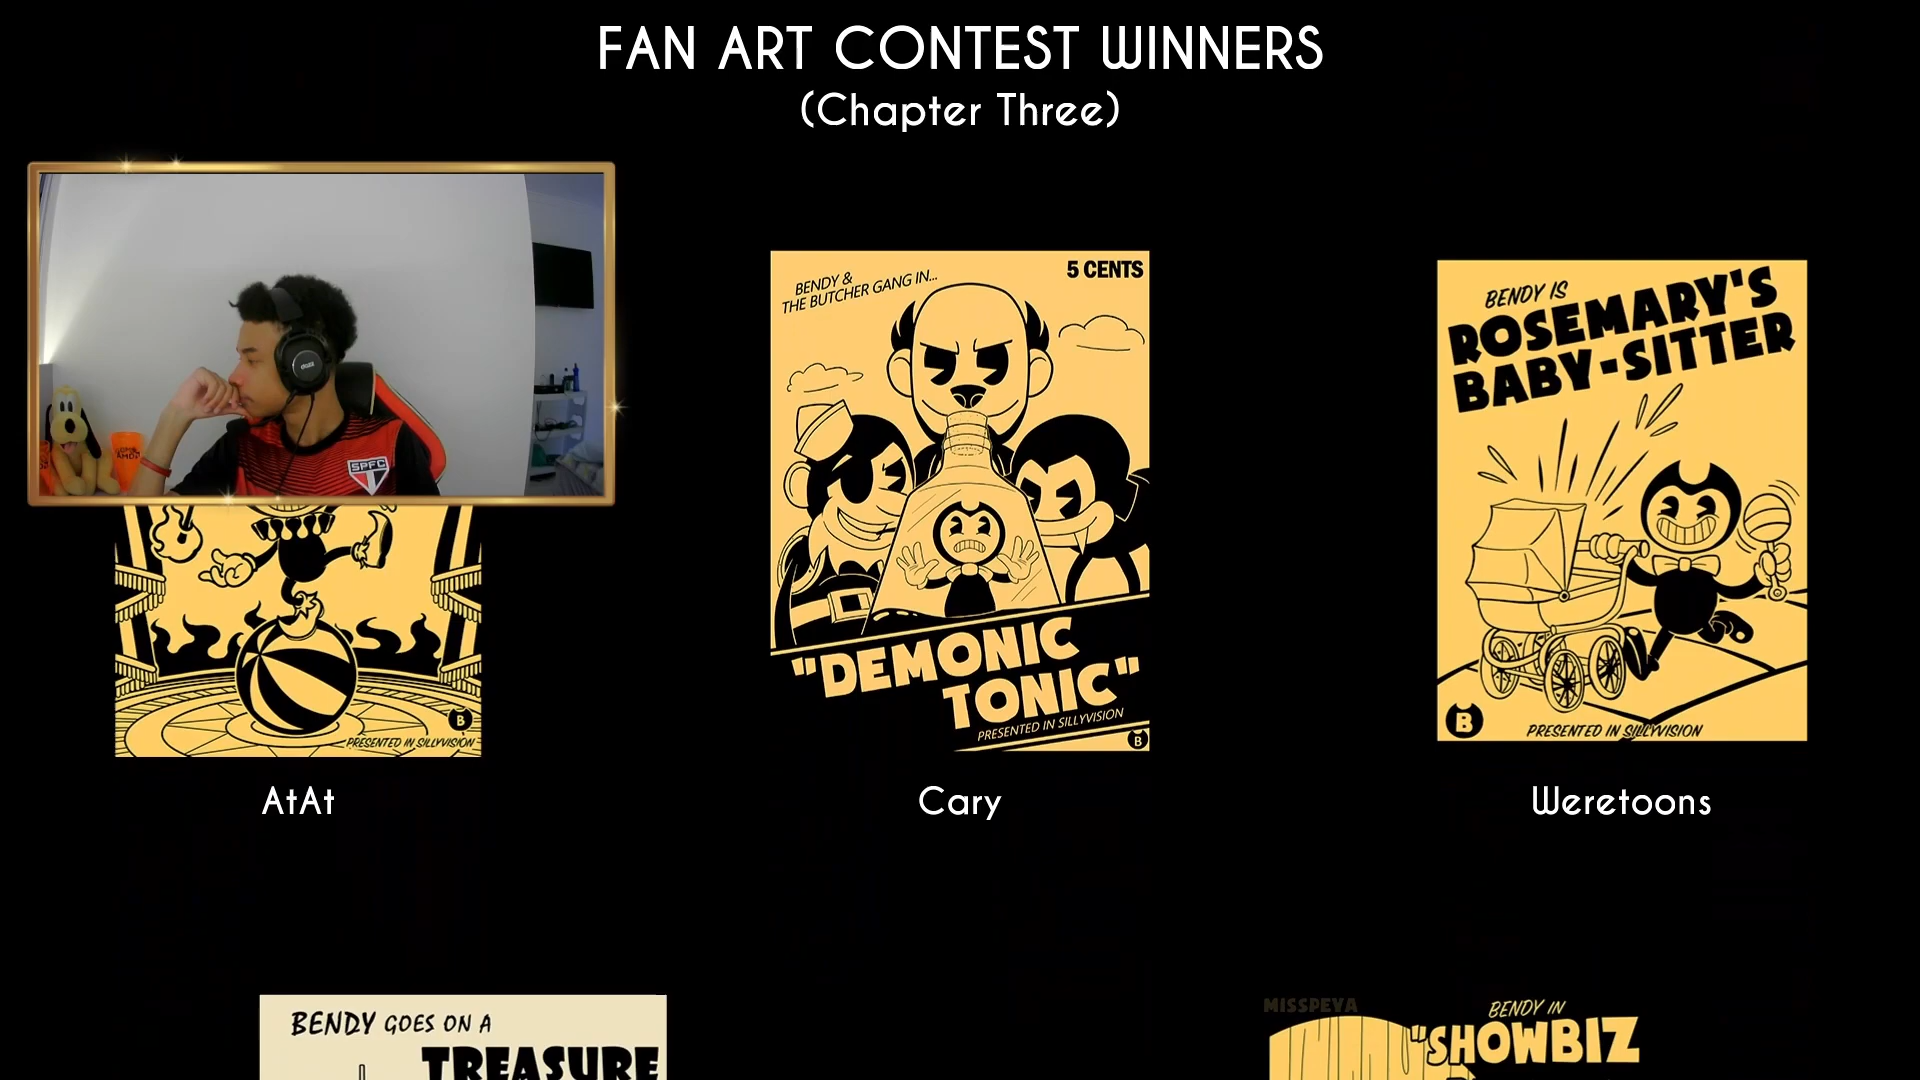 FAN ART CONTEST WINNERS
(Chapter Three)
SPFC
PRESENTED IN SILLYVISION
B
AtAt
BENDY &
THE BUTCHER GANG IN...
5 CENTS
"DEMONIC
TONIC"
PRESENTED IN SILLYVISION
B
Cary
BENDY IS
ROSEMARY'S
BABY-SITTER
B
PRESENTED IN SILLYVISION
Weretoons
BENDY GOES ON A
TREASURE
MISSPEYA
BENDY IN
"SHOWBIZ